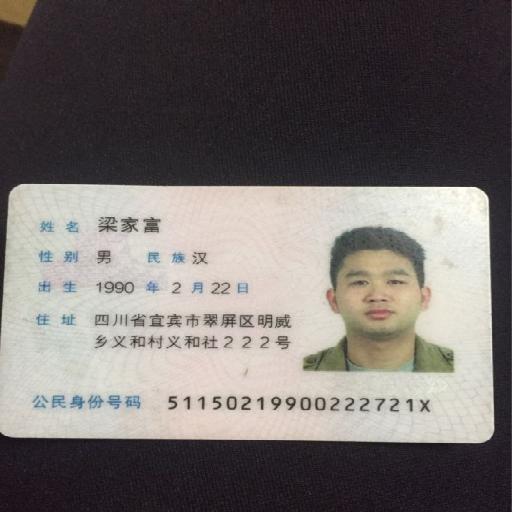 姓名 梁家富
性别 男 民族 汉
出生 1990 年 2 月 22 日
住址 四川省宜宾市翠屏区明威
乡义和村义和社222号
公民身份号码 51150219900222721X